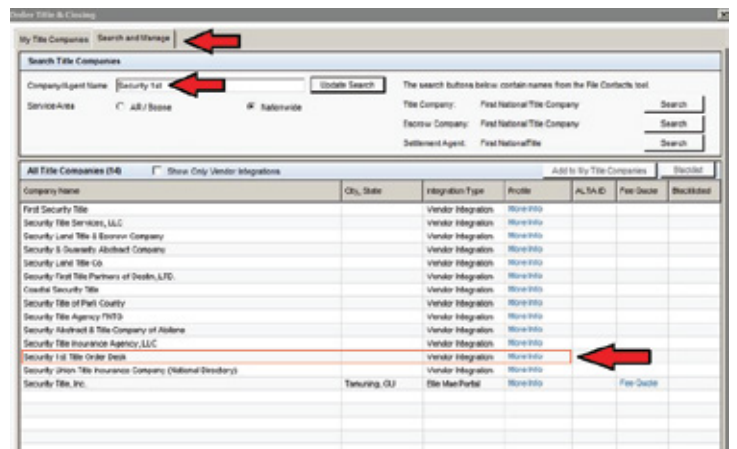 Order Title & Closing
My Title Companies Search and Manage
Search Title Companies
Company/Agent Name Security 1st Update Search The search buttons below contain names from the File Contacts tool.
Service Area AR / Boone Nationwide Title Company: First National Title Company Search
Escrow Company: First National Title Company Search
Settlement Agent: First National Title Search
All Title Companies (14) Show Only Vendor Integrations Add to My Title Companies Blacklist
Company Name City, State Integration Type Profile ALTA ID Fee Quote Blacklisted
First Security Title Vendor Integration More Info
Security Title Services, LLC Vendor Integration More Info
Security Land Title & Escrow Company Vendor Integration More Info
Security & Guaranty Abstract Company Vendor Integration More Info
Security Land Title Co. Vendor Integration More Info
Security First Title Partners of Destin, LTD. Vendor Integration More Info
Coastal Security Title Vendor Integration More Info
Security Title of Park County Vendor Integration More Info
Security Title Agency FNTG Vendor Integration More Info
Security Abstract & Title Company of Abilene Vendor Integration More Info
Security Title Insurance Agency, LLC Vendor Integration More Info
Security 1st Title Order Desk Vendor Integration More Info
Security Union Title Insurance Company (National Directory) Vendor Integration More Info
Security Title, Inc. Tamuning, GU Ellie Mae Portal More Info Fee Quote